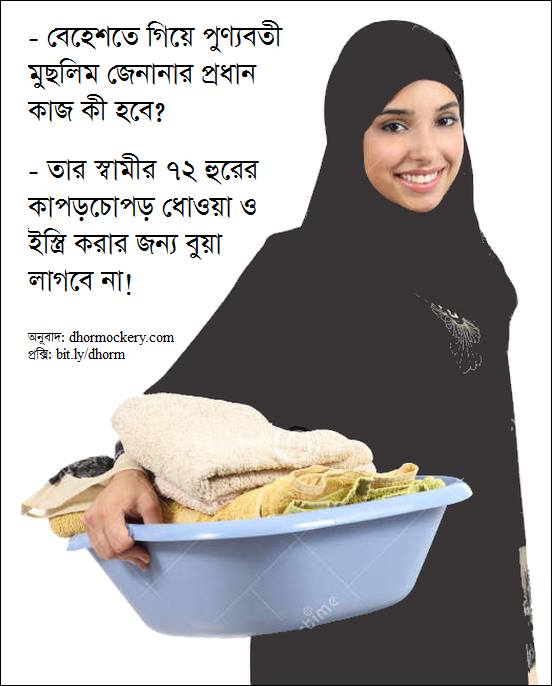 - বেহেশতে গিয়ে পুণ্যবতী
মুছলিম জেনানার প্রধান
কাজ কী হবে?
- তার স্বামীর ৭২ হুরের
কাপড়চোপড় ধোওয়া ও
ইস্ত্রি করার জন্য বুয়া
লাগবে না!
অনুবাদ: dhormockery.com
প্রক্সি: bit.ly/dhorm